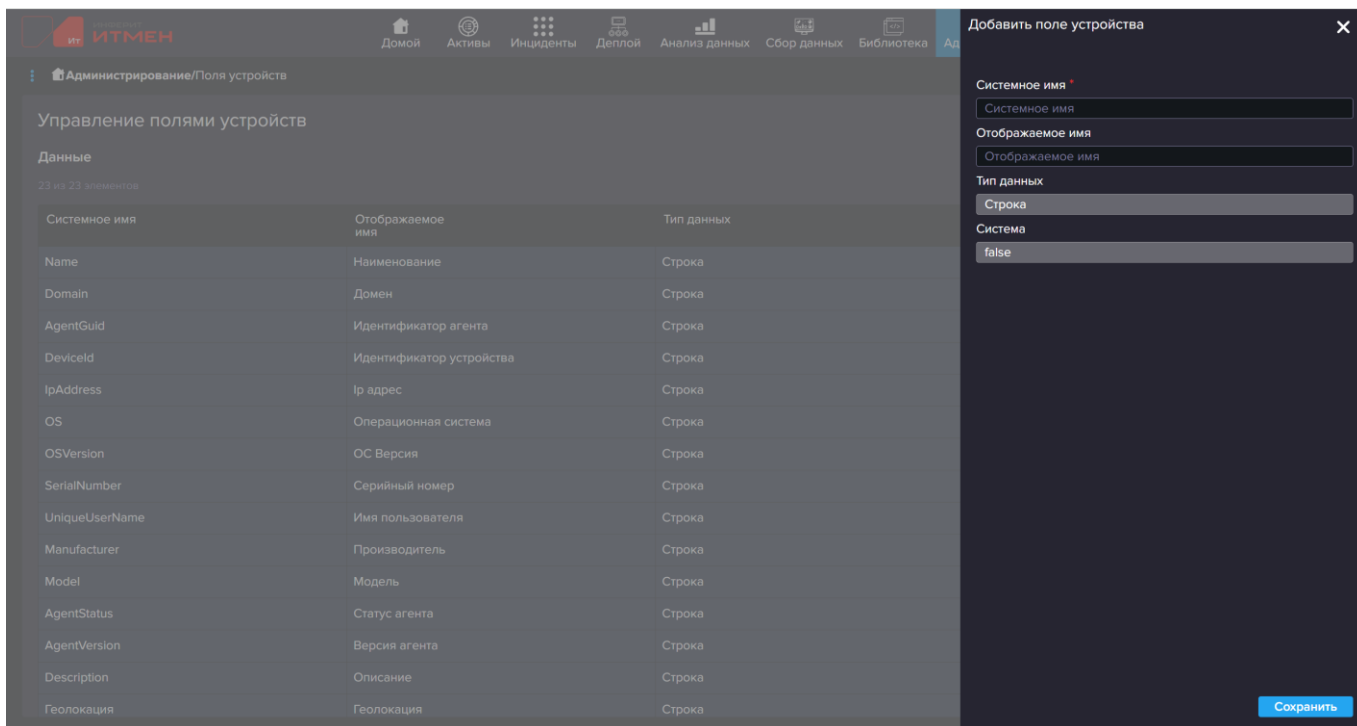 ИТ
ИТМЕН
Домой
Активы
Инциденты
Деплой
Анализ данных
Сбор данных
Библиотека
Ад
Администрирование/Поля устройств
Управление полями устройств
Данные
23 из 23 элементов
Системное имя Отображаемое имя Тип данных
Name Наименование Строка
Domain Домен Строка
AgentGuid Идентификатор агента Строка
DeviceId Идентификатор устройства Строка
IpAddress Ip адрес Строка
OS Операционная система Строка
OSVersion ОС Версия Строка
SerialNumber Серийный номер Строка
UniqueUserName Имя пользователя Строка
Manufacturer Производитель Строка
Model Модель Строка
AgentStatus Статус агента Строка
AgentVersion Версия агента Строка
Description Описание Строка
Геолокация Геолокация Строка
Добавить поле устройства
Системное имя *
Системное имя
Отображаемое имя
Отображаемое имя
Тип данных
Строка
Система
false
Сохранить